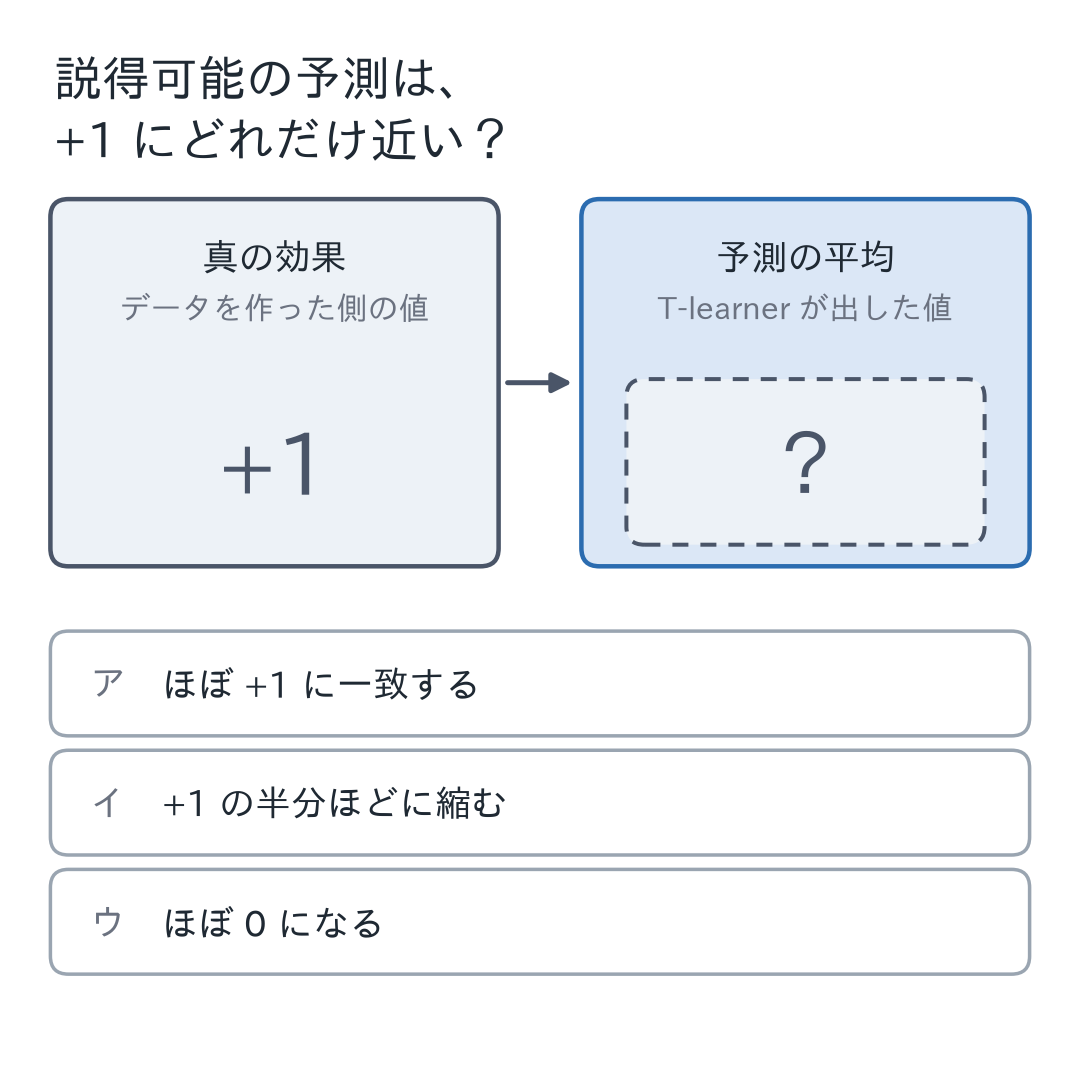 説得可能の予測は、
+1 にどれだけ近い？
真の効果
データを作った側の値
+1
予測の平均
T-learner が出した値
?
ア ほぼ +1 に一致する
イ +1 の半分ほどに縮む
ウ ほぼ 0 になる